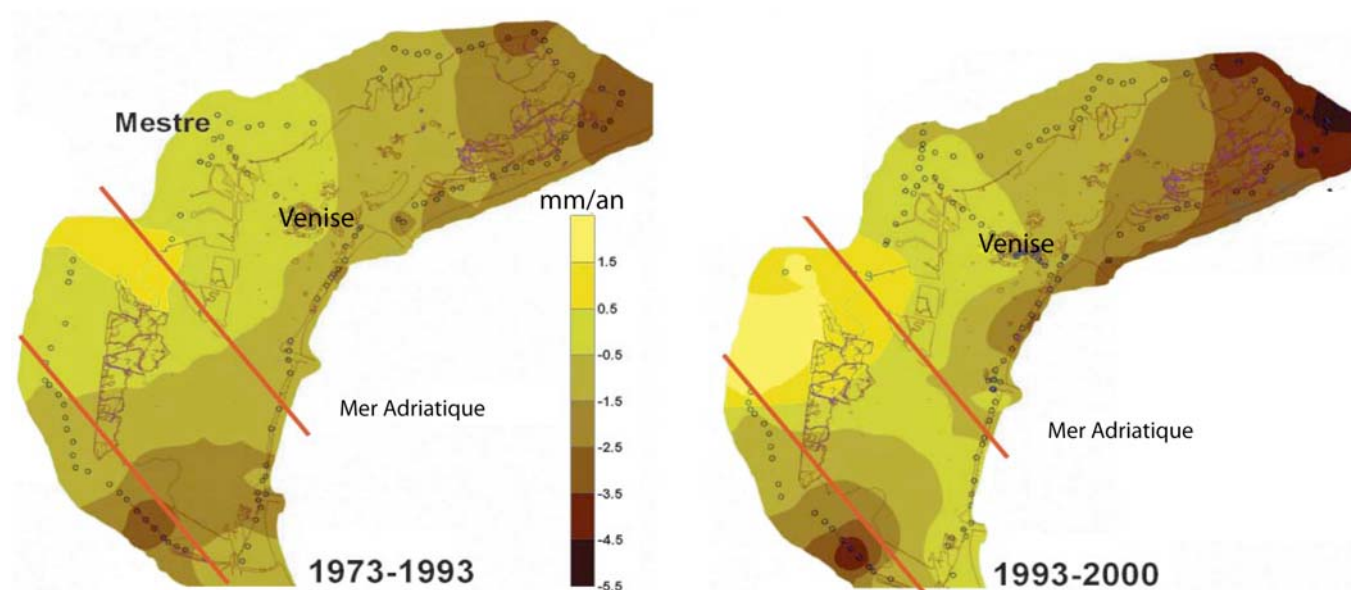 Mestre
Venise
mm/an
1.5
0.5
-0.5
-1.5
-2.5
-3.5
-4.5
-5.5
Mer Adriatique
1973-1993
Venise
Mer Adriatique
1993-2000